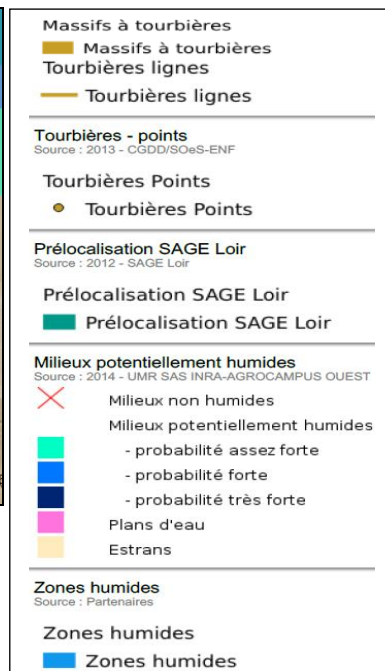 Massifs à tourbières
Massifs à tourbières
Tourbières lignes
Tourbières lignes
Tourbières - points
Source : 2013 - CGDD/SOeS-ENF
Tourbières Points
Tourbières Points
Prélocalisation SAGE Loir
Source : 2012 - SAGE Loir
Prélocalisation SAGE Loir
Prélocalisation SAGE Loir
Milieux potentiellement humides
Source : 2014 - UMR SAS INRA-AGROCAMPUS OUEST
Milieux non humides
Milieux potentiellement humides
- probabilité assez forte
- probabilité forte
- probabilité très forte
Plans d'eau
Estrans
Zones humides
Source : Partenaires
Zones humides
Zones humides